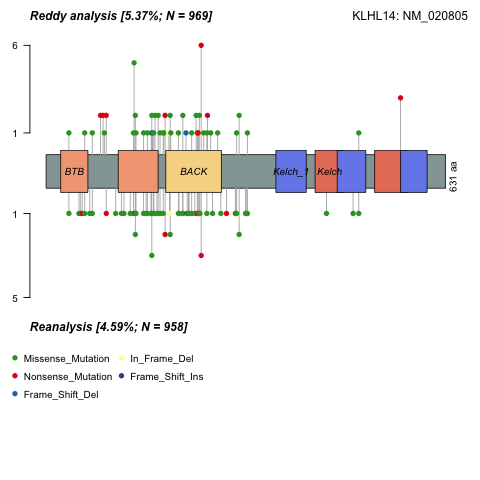 Reddy analysis [5.37%; N = 969]
KLHL14: NM_020805
6
1
BTB
BACK
Kelch_1
Kelch
631 aa
1
5
Reanalysis [4.59%; N = 958]
Missense_Mutation
In_Frame_Del
Nonsense_Mutation
Frame_Shift_Ins
Frame_Shift_Del